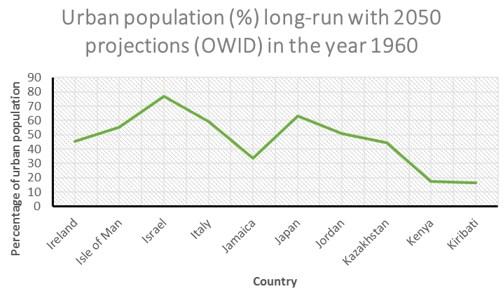 Urban population (%) long-run with 2050
projections (OWID) in the year 1960
Percentage of urban population
90
80
70
60
50
40
30
20
10
0
Ireland
Isle of Man
Israel
Italy
Jamaica
Japan
Jordan
Kazakhstan
Kenya
Kiribati
Country